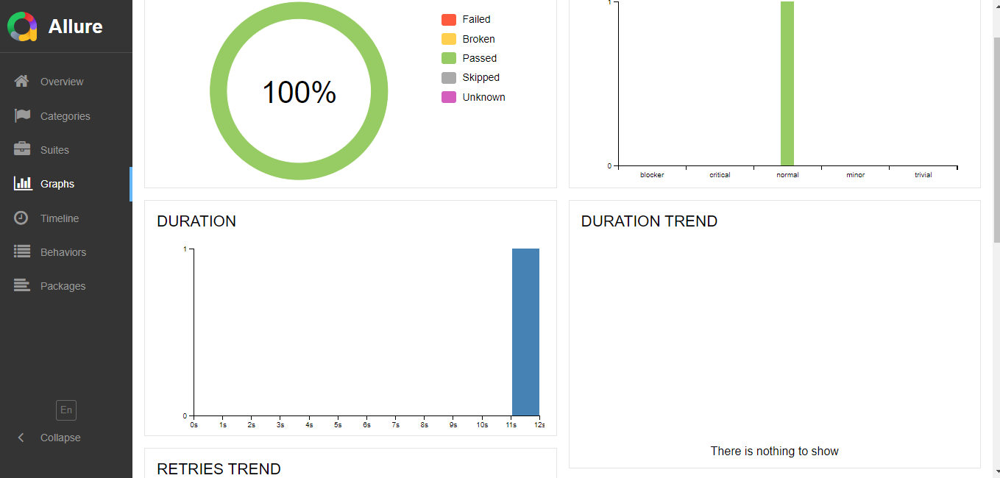 Allure
Overview
Categories
Suites
Graphs
Timeline
Behaviors
Packages
En
Collapse
100%
Failed
Broken
Passed
Skipped
Unknown
1
0
blocker critical normal minor trivial
DURATION
1
0
0s 1s 2s 3s 4s 5s 6s 7s 8s 9s 10s 11s 12s
DURATION TREND
There is nothing to show
RETRIES TREND